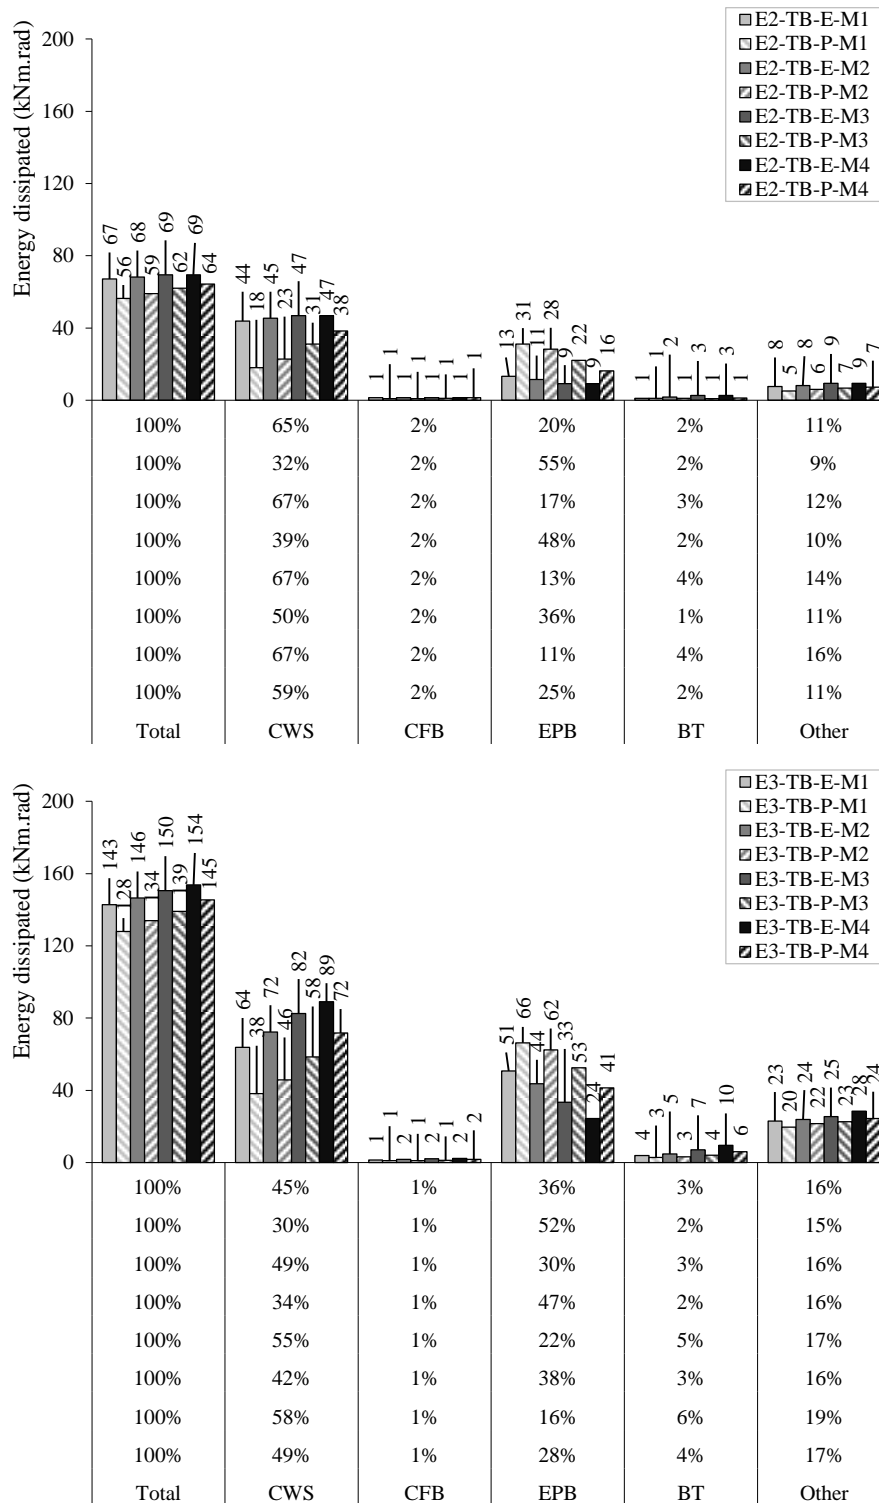 E2-TB-E-M1
E2-TB-P-M1
E2-TB-E-M2
E2-TB-P-M2
E2-TB-E-M3
E2-TB-P-M3
E2-TB-E-M4
E2-TB-P-M4
Energy dissipated (kNm.rad)
200
160
120
80
40
0
67 56 68 59 69 62 69 64
44 18 45 23 47 31 47 38
1 1 1 1 1 1 1 1
13 31 11 28 9 22 9 16
1 1 2 1 3 1 3 1
8 5 8 6 9 7 9 7
100% 65% 2% 20% 2% 11%
100% 32% 2% 55% 2% 9%
100% 67% 2% 17% 3% 12%
100% 39% 2% 48% 2% 10%
100% 67% 2% 13% 4% 14%
100% 50% 2% 36% 1% 11%
100% 67% 2% 11% 4% 16%
100% 59% 2% 25% 2% 11%
Total CWS CFB EPB BT Other
E3-TB-E-M1
E3-TB-P-M1
E3-TB-E-M2
E3-TB-P-M2
E3-TB-E-M3
E3-TB-P-M3
E3-TB-E-M4
E3-TB-P-M4
Energy dissipated (kNm.rad)
200
160
120
80
40
0
143 128 146 134 150 139 154 145
64 38 72 46 82 58 89 72
1 1 2 1 2 1 2 2
51 66 44 62 33 53 24 41
4 3 5 3 7 4 10 6
23 20 24 22 25 23 28 24
100% 45% 1% 36% 3% 16%
100% 30% 1% 52% 2% 15%
100% 49% 1% 30% 3% 16%
100% 34% 1% 47% 2% 16%
100% 55% 1% 22% 5% 17%
100% 42% 1% 38% 3% 16%
100% 58% 1% 16% 6% 19%
100% 49% 1% 28% 4% 17%
Total CWS CFB EPB BT Other